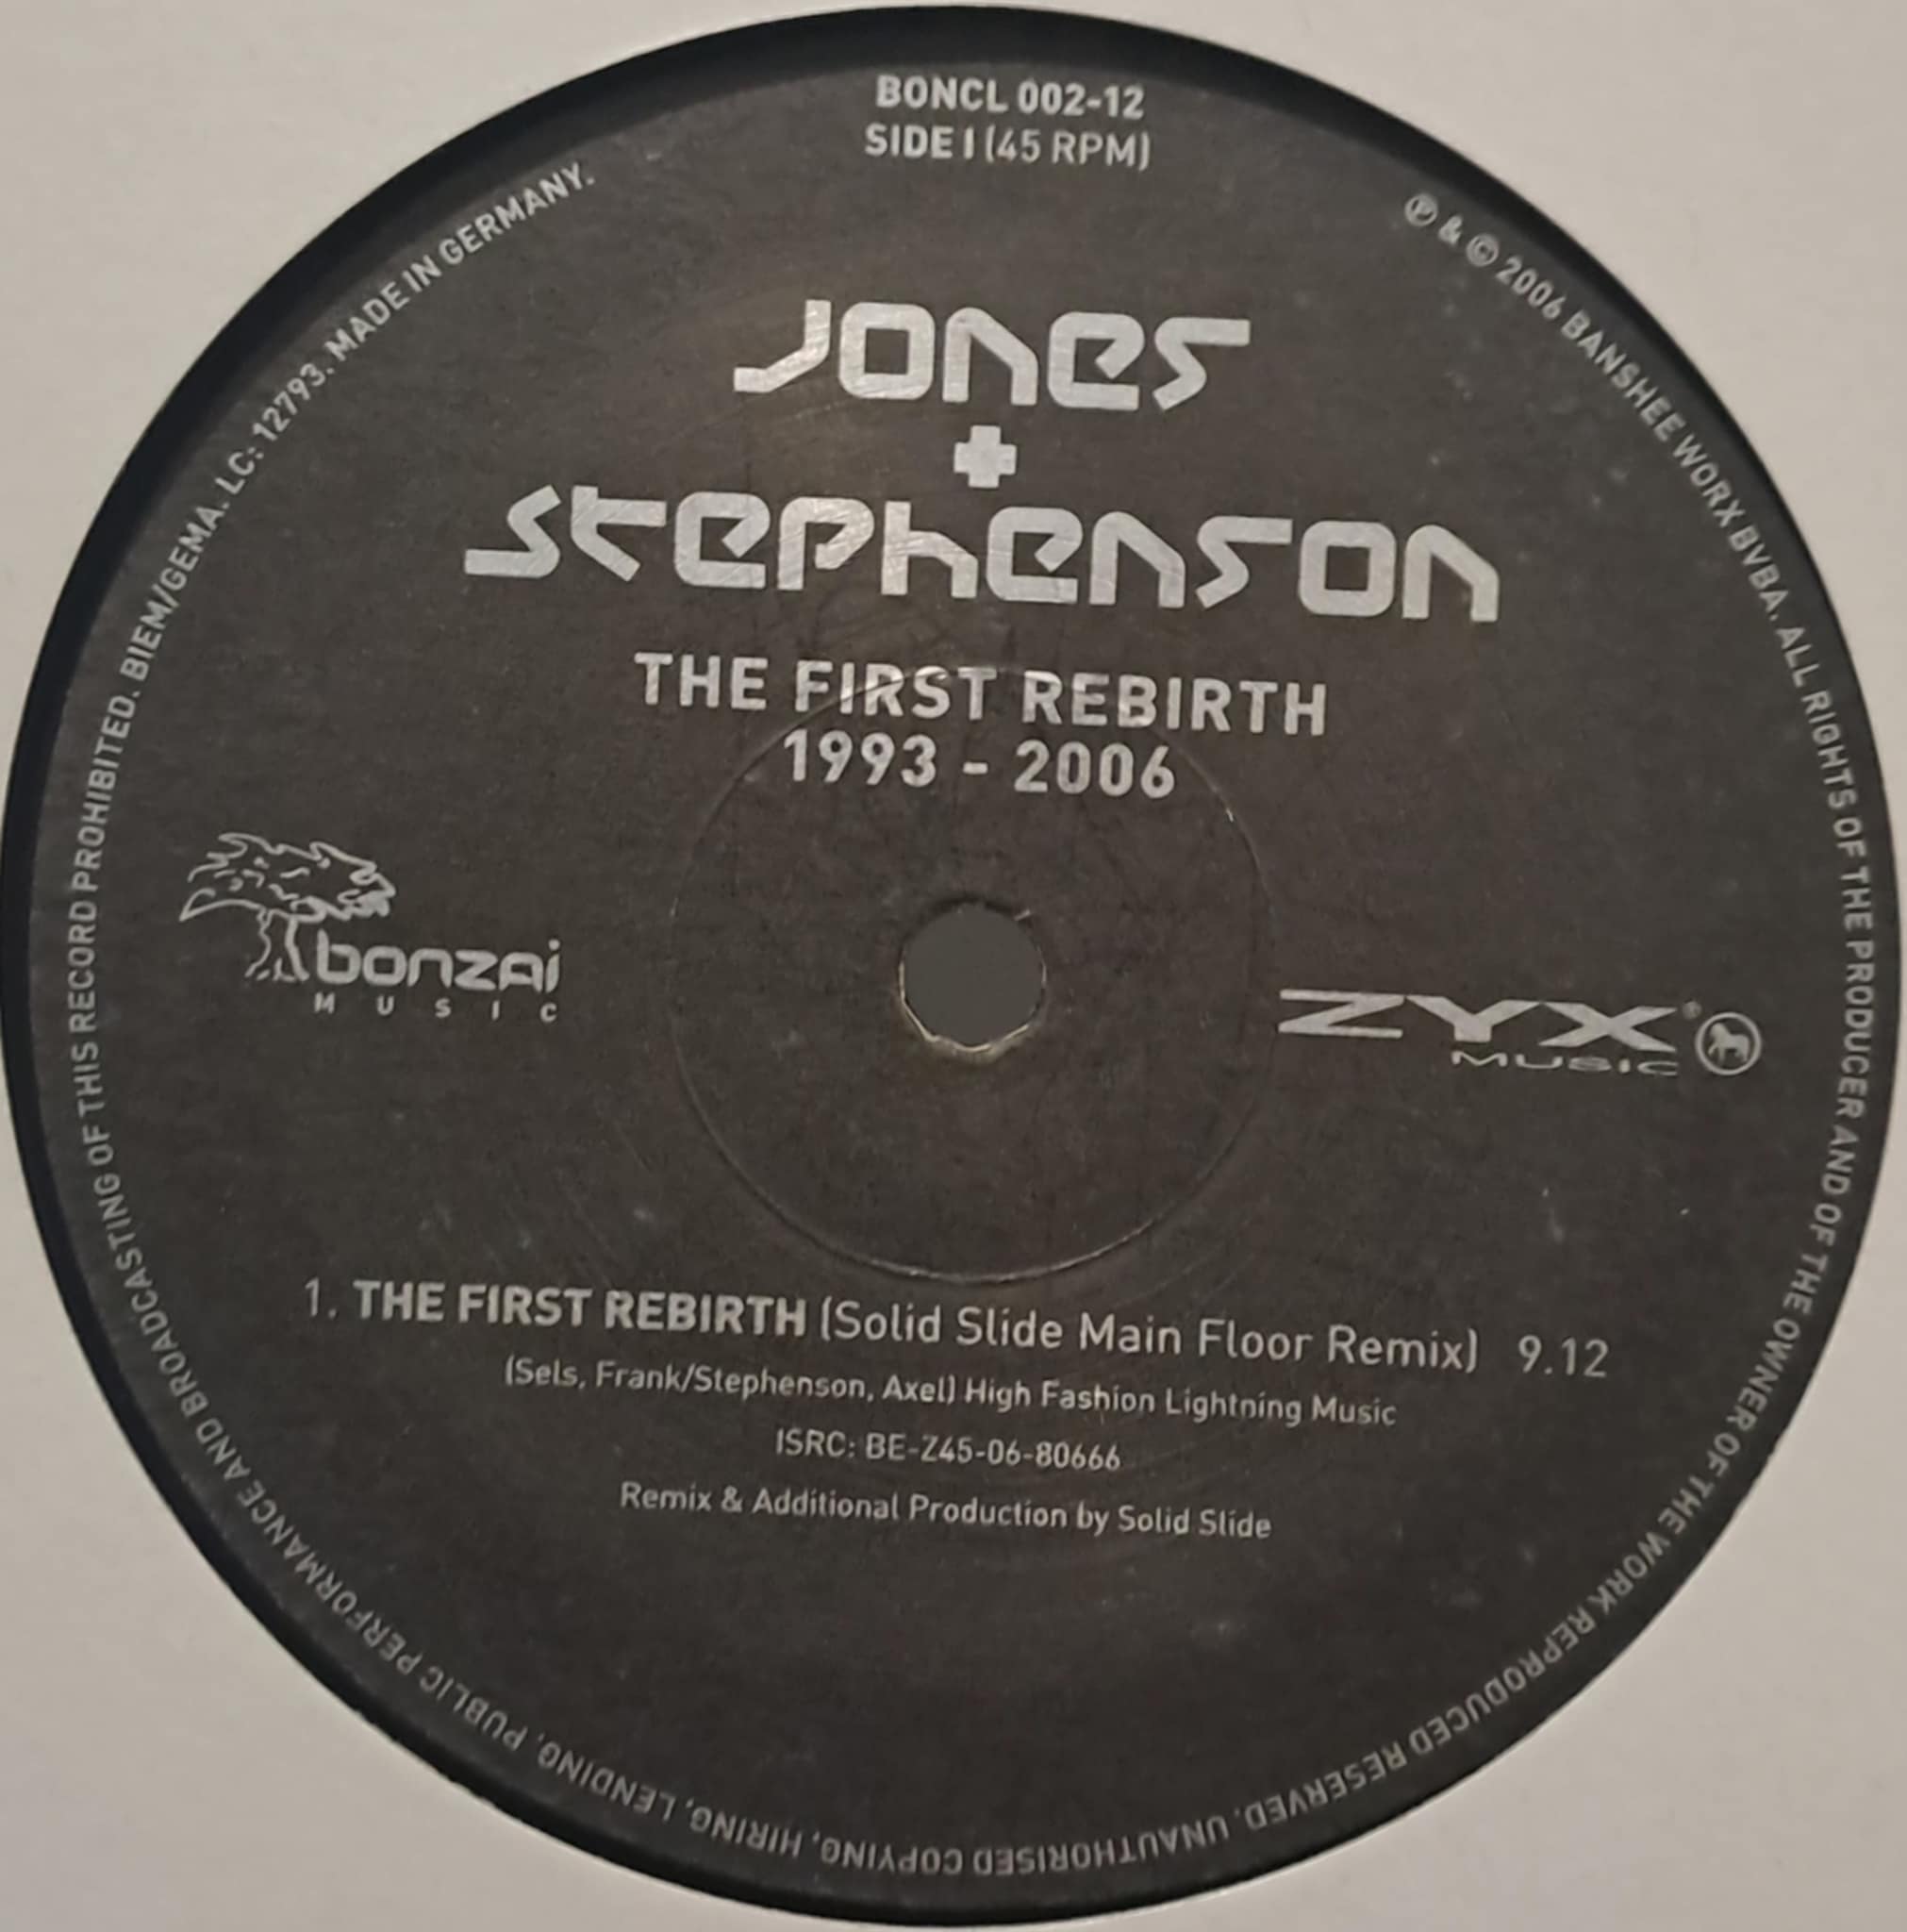 BONCL 002-12
SIDE I (45 RPM)
Jones
+
Stephenson
THE FIRST REBIRTH
1993 - 2006
bonzai
MUSIC
ZYX®
MUSIC
1. THE FIRST REBIRTH (Solid Slide Main Floor Remix) 9.12
(Sels, Frank/Stephenson, Axel) High Fashion Lightning Music
ISRC: BE-Z45-06-80666
Remix & Additional Production by Solid Slide
℗ & © 2006 BANSHEE WORX BVBA. ALL RIGHTS OF THE PRODUCER AND OF THE OWNER OF THE WORK REPRODUCED RESERVED. UNAUTHORISED COPYING, HIRING, LENDING, PUBLIC PERFORMANCE AND BROADCASTING OF THIS RECORD PROHIBITED. BIEM/GEMA. LC: 12793. MADE IN GERMANY.